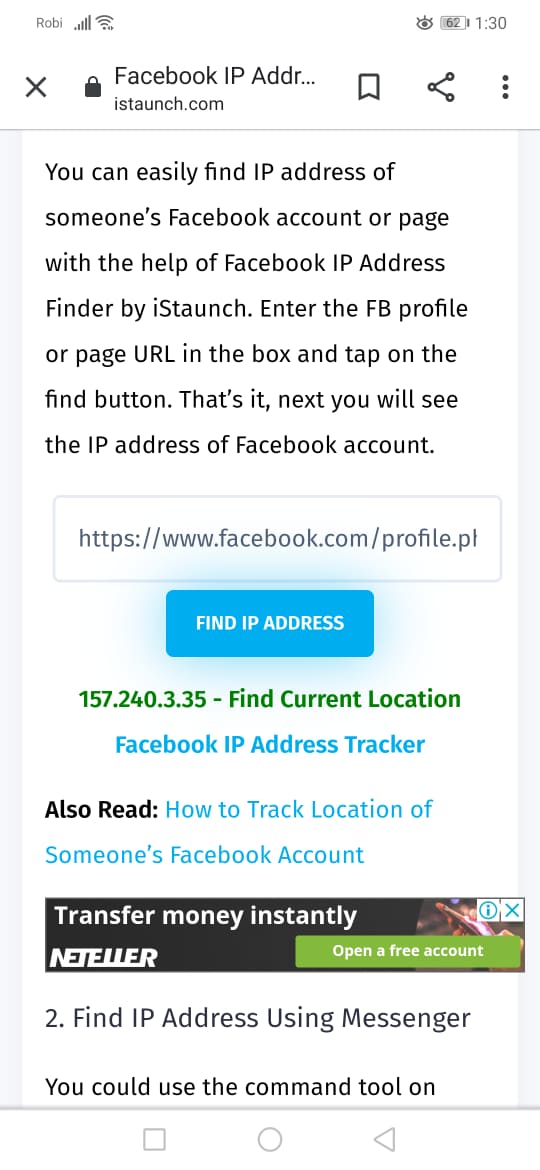 Robi 62 1:30
Facebook IP Addr...
istaunch.com
You can easily find IP address of
someone’s Facebook account or page
with the help of Facebook IP Address
Finder by iStaunch. Enter the FB profile
or page URL in the box and tap on the
find button. That’s it, next you will see
the IP address of Facebook account.
https://www.facebook.com/profile.ph
FIND IP ADDRESS
157.240.3.35 - Find Current Location
Facebook IP Address Tracker
Also Read: How to Track Location of
Someone’s Facebook Account
Transfer money instantly
NETELLER
Open a free account
2. Find IP Address Using Messenger
You could use the command tool on